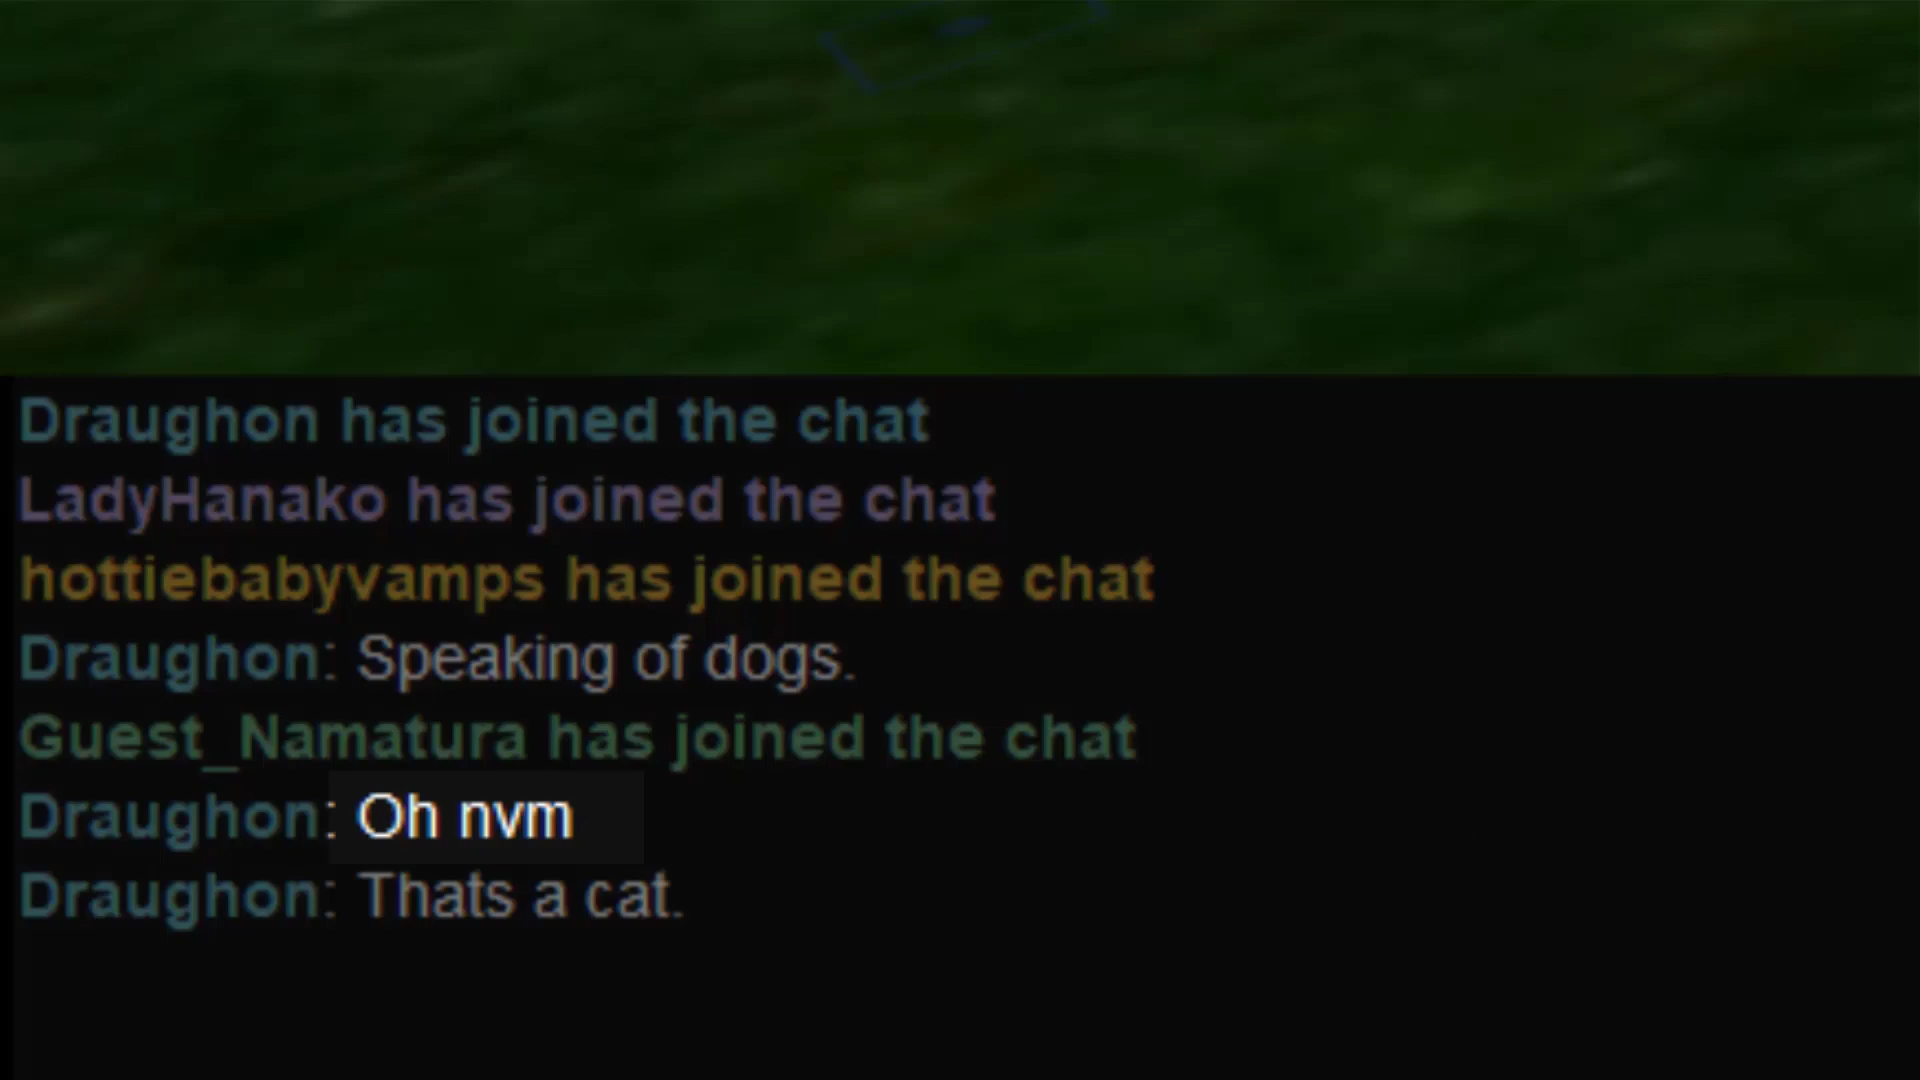 Draughon has joined the chat
LadyHanako has joined the chat
hottiebabyvamps has joined the chat
Draughon: Speaking of dogs.
Guest_Namatura has joined the chat
Draughon: Oh nvm
Draughon: Thats a cat.